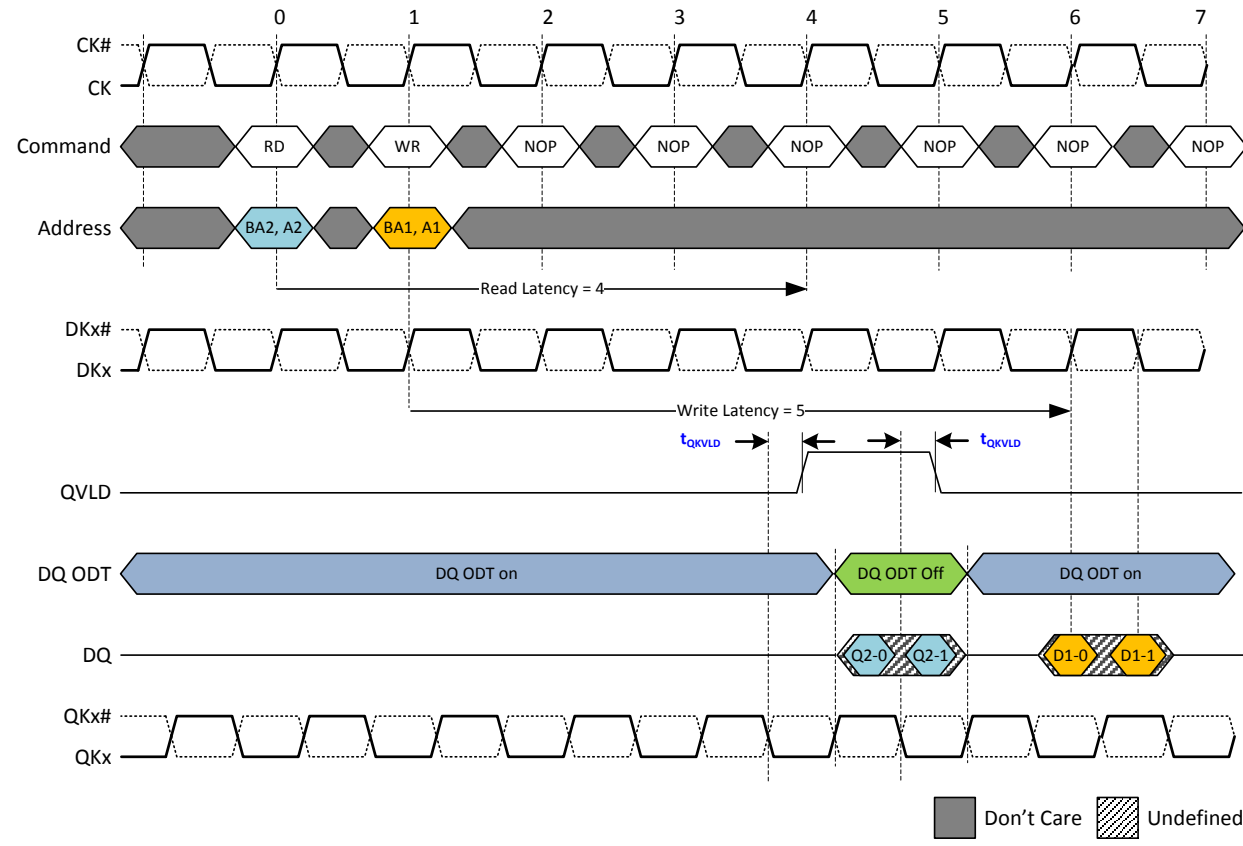 0 1 2 3 4 5 6 7
CK#
CK
Command RD WR NOP NOP NOP NOP NOP NOP
Address BA2, A2 BA1, A1
Read Latency = 4
DKx#
DKx
Write Latency = 5
tQKVLD tQKVLD
QVLD
DQ ODT DQ ODT on DQ ODT Off DQ ODT on
DQ Q2-0 Q2-1 D1-0 D1-1
QKx#
QKx
Don't Care Undefined